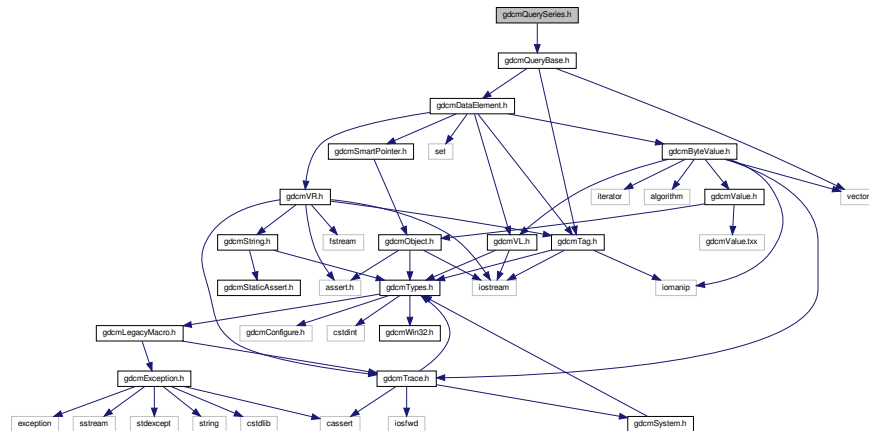 gdcmQuerySeries.h
gdcmQueryBase.h
gdcmDataElement.h
gdcmSmartPointer.h
set
gdcmByteValue.h
gdcmVR.h
iterator
algorithm
gdcmValue.h
vector
gdcmString.h
fstream
gdcmObject.h
gdcmVL.h
gdcmTag.h
gdcmValue.txx
gdcmStaticAssert.h
assert.h
gdcmTypes.h
iostream
iomanip
gdcmLegacyMacro.h
gdcmConfigure.h
cstdint
gdcmWin32.h
gdcmException.h
gdcmTrace.h
exception
sstream
stdexcept
string
cstdlib
cassert
iosfwd
gdcmSystem.h